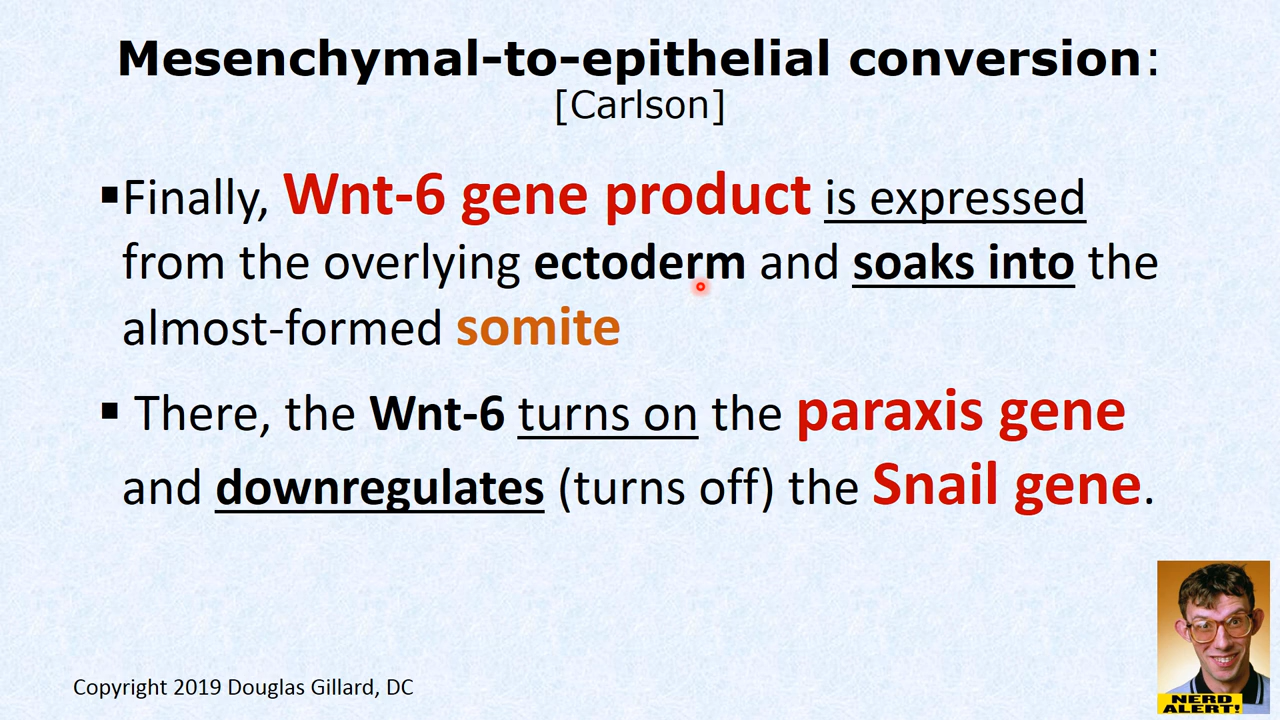 Mesenchymal-to-epithelial conversion:
[Carlson]
▪Finally, Wnt-6 gene product is expressed
from the overlying ectoderm and soaks into the
almost-formed somite
▪ There, the Wnt-6 turns on the paraxis gene
and downregulates (turns off) the Snail gene.
Copyright 2019 Douglas Gillard, DC
NERD
ALERT!